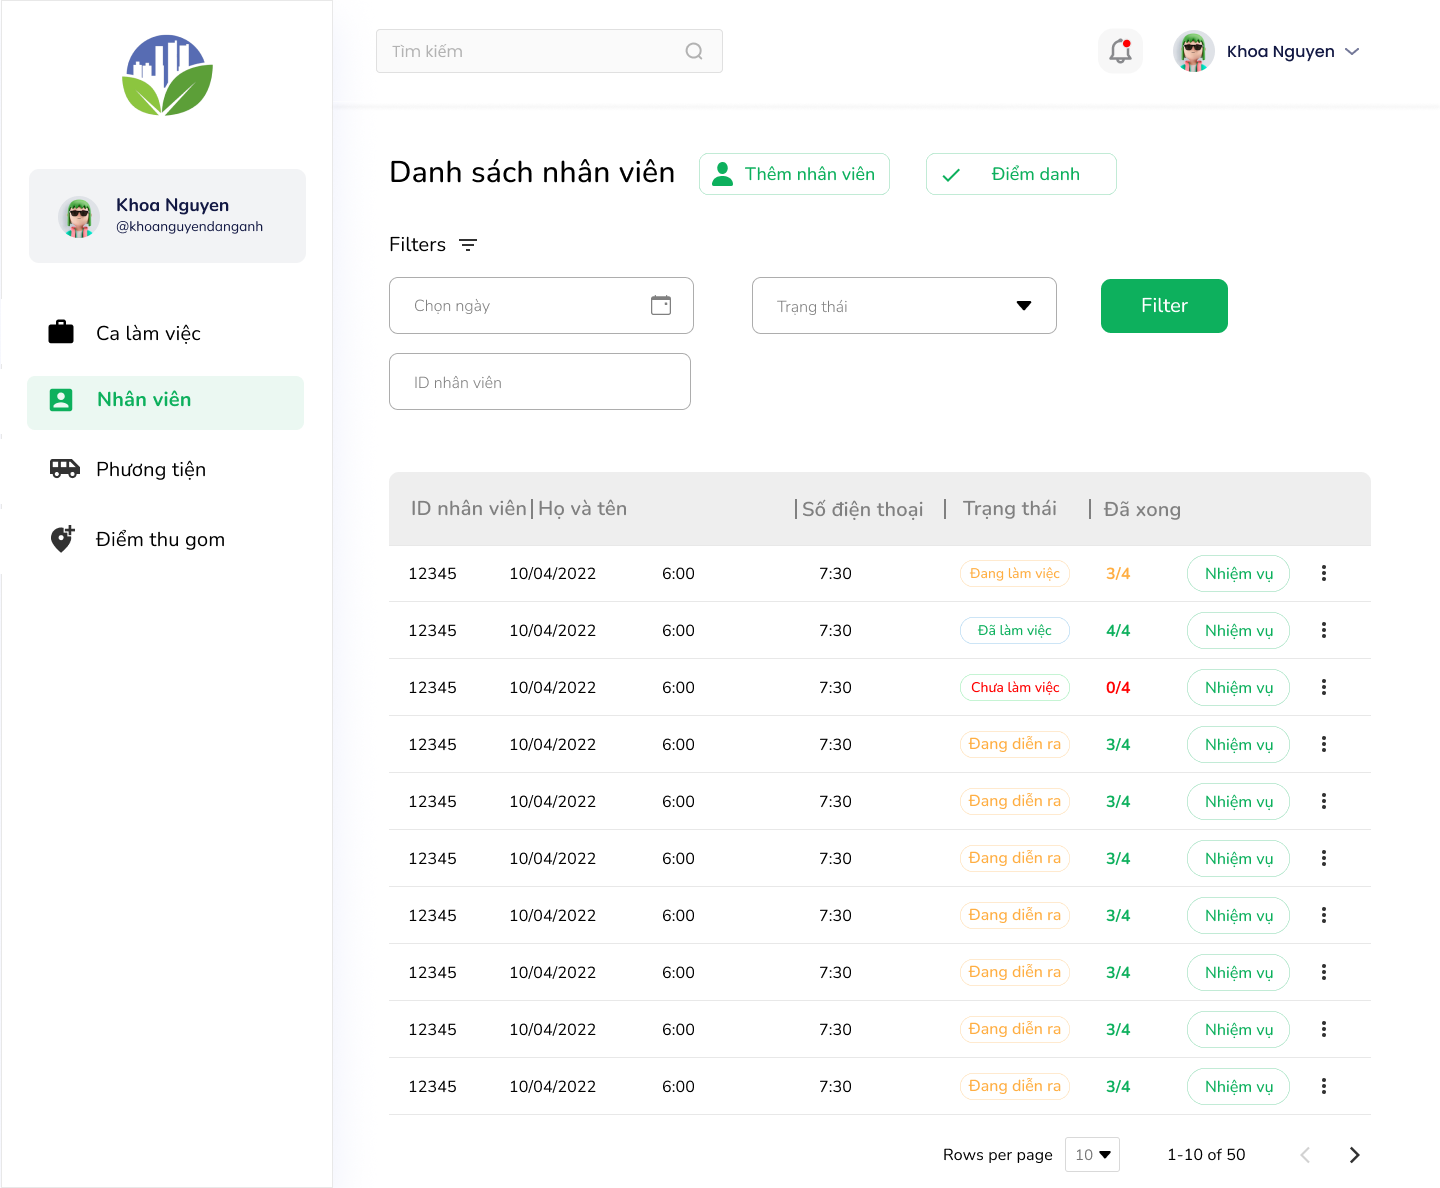 Tìm kiếm
Khoa Nguyen
Khoa Nguyen
@khoanguyendanganh
Ca làm việc
Nhân viên
Phương tiện
Điểm thu gom
Danh sách nhân viên
Thêm nhân viên
Điểm danh
Filters
Chọn ngày
Trạng thái
Filter
ID nhân viên
ID nhân viên Họ và tên Số điện thoại Trạng thái Đã xong
12345 10/04/2022 6:00 7:30 Đang làm việc 3/4 Nhiệm vụ
12345 10/04/2022 6:00 7:30 Đã làm việc 4/4 Nhiệm vụ
12345 10/04/2022 6:00 7:30 Chưa làm việc 0/4 Nhiệm vụ
12345 10/04/2022 6:00 7:30 Đang diễn ra 3/4 Nhiệm vụ
12345 10/04/2022 6:00 7:30 Đang diễn ra 3/4 Nhiệm vụ
12345 10/04/2022 6:00 7:30 Đang diễn ra 3/4 Nhiệm vụ
12345 10/04/2022 6:00 7:30 Đang diễn ra 3/4 Nhiệm vụ
12345 10/04/2022 6:00 7:30 Đang diễn ra 3/4 Nhiệm vụ
12345 10/04/2022 6:00 7:30 Đang diễn ra 3/4 Nhiệm vụ
12345 10/04/2022 6:00 7:30 Đang diễn ra 3/4 Nhiệm vụ
Rows per page 10 1-10 of 50